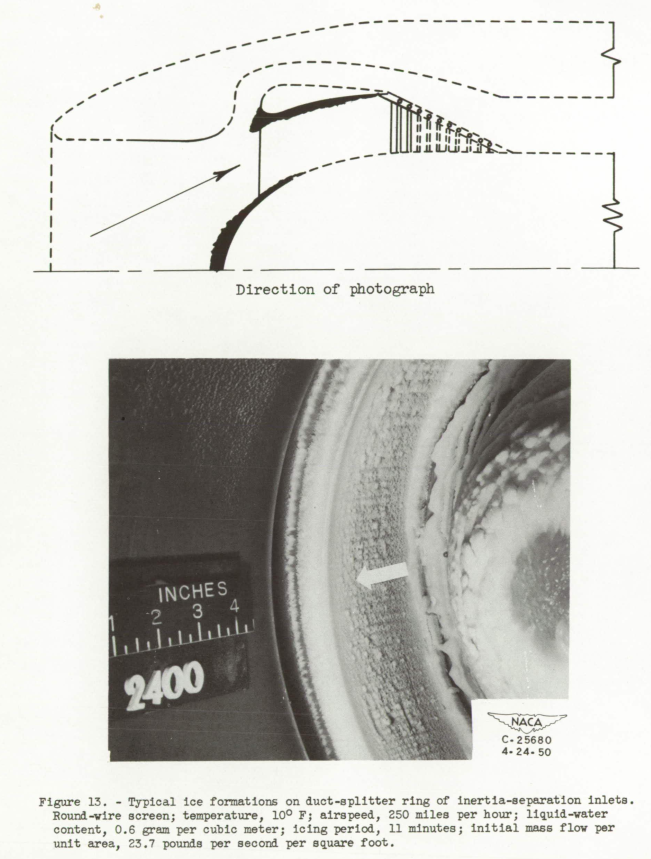 Direction of photograph
INCHES
1 2 3 4
2400
NACA
C-25680
4-24-50
Figure 13. - Typical ice formations on duct-splitter ring of inertia-separation inlets.
Round-wire screen; temperature, 10° F; airspeed, 250 miles per hour; liquid-water
content, 0.6 gram per cubic meter; icing period, 11 minutes; initial mass flow per
unit area, 23.7 pounds per second per square foot.